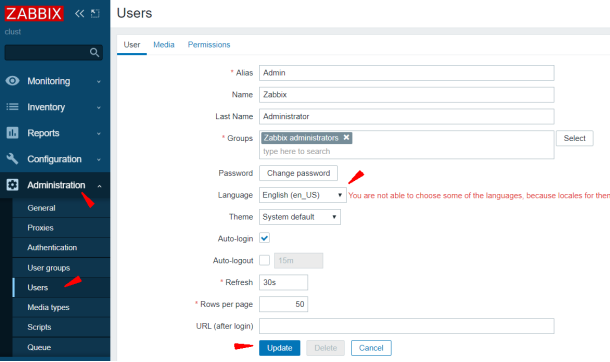 ZABBIX
clust
Monitoring
Inventory
Reports
Configuration
Administration
General
Proxies
Authentication
User groups
Users
Media types
Scripts
Queue
Users
User Media Permissions
* Alias Admin
Name Zabbix
Last Name Administrator
* Groups Zabbix administrators Select
type here to search
Password Change password
Language English (en_US) You are not able to choose some of the languages, because locales for them
Theme System default
Auto-login
Auto-logout 15m
* Refresh 30s
* Rows per page 50
URL (after login)
Update Delete Cancel